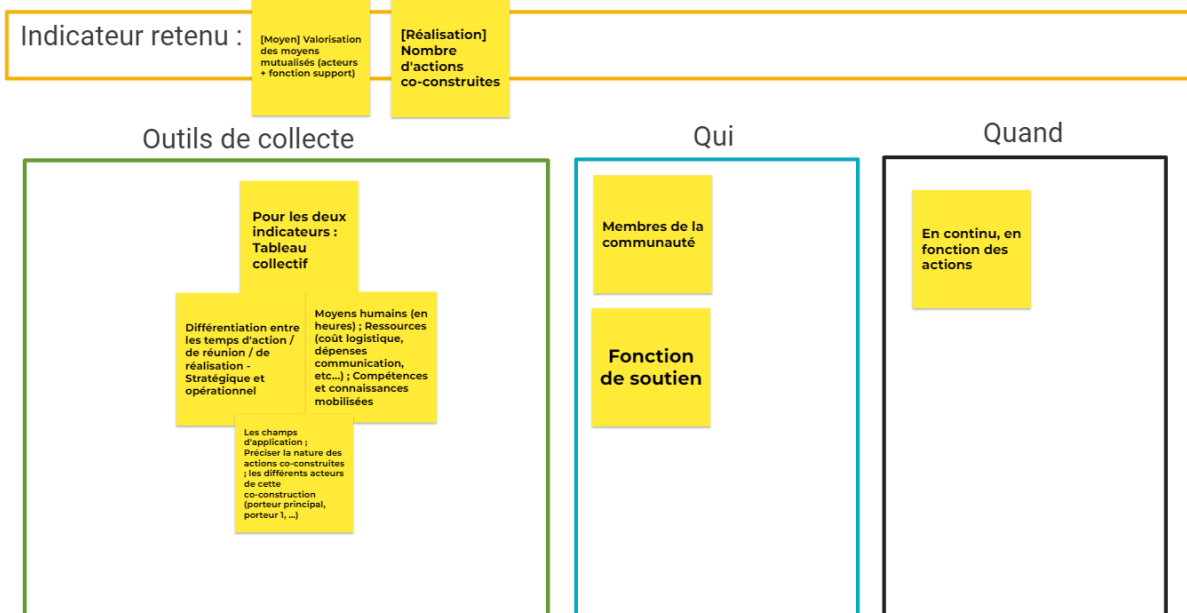 Indicateur retenu :
[Moyen] Valorisation
des moyens
mutualisés (acteurs
+ fonction support)
[Réalisation]
Nombre
d'actions
co-construites
Outils de collecte
Qui
Quand
Pour les deux
indicateurs :
Tableau
collectif
Différentiation entre
les temps d'action /
de réunion / de
réalisation -
Stratégique et
opérationnel
Moyens humains (en
heures) ; Ressources
(coût logistique,
dépenses
communication,
etc...) ; Compétences
et connaissances
mobilisées
Les champs
d'application ;
Préciser la nature des
actions co-construites
; les différents acteurs
de cette
co-construction
(porteur principal,
porteur 1, ...)
Membres de la
communauté
Fonction
de soutien
En continu, en
fonction des
actions